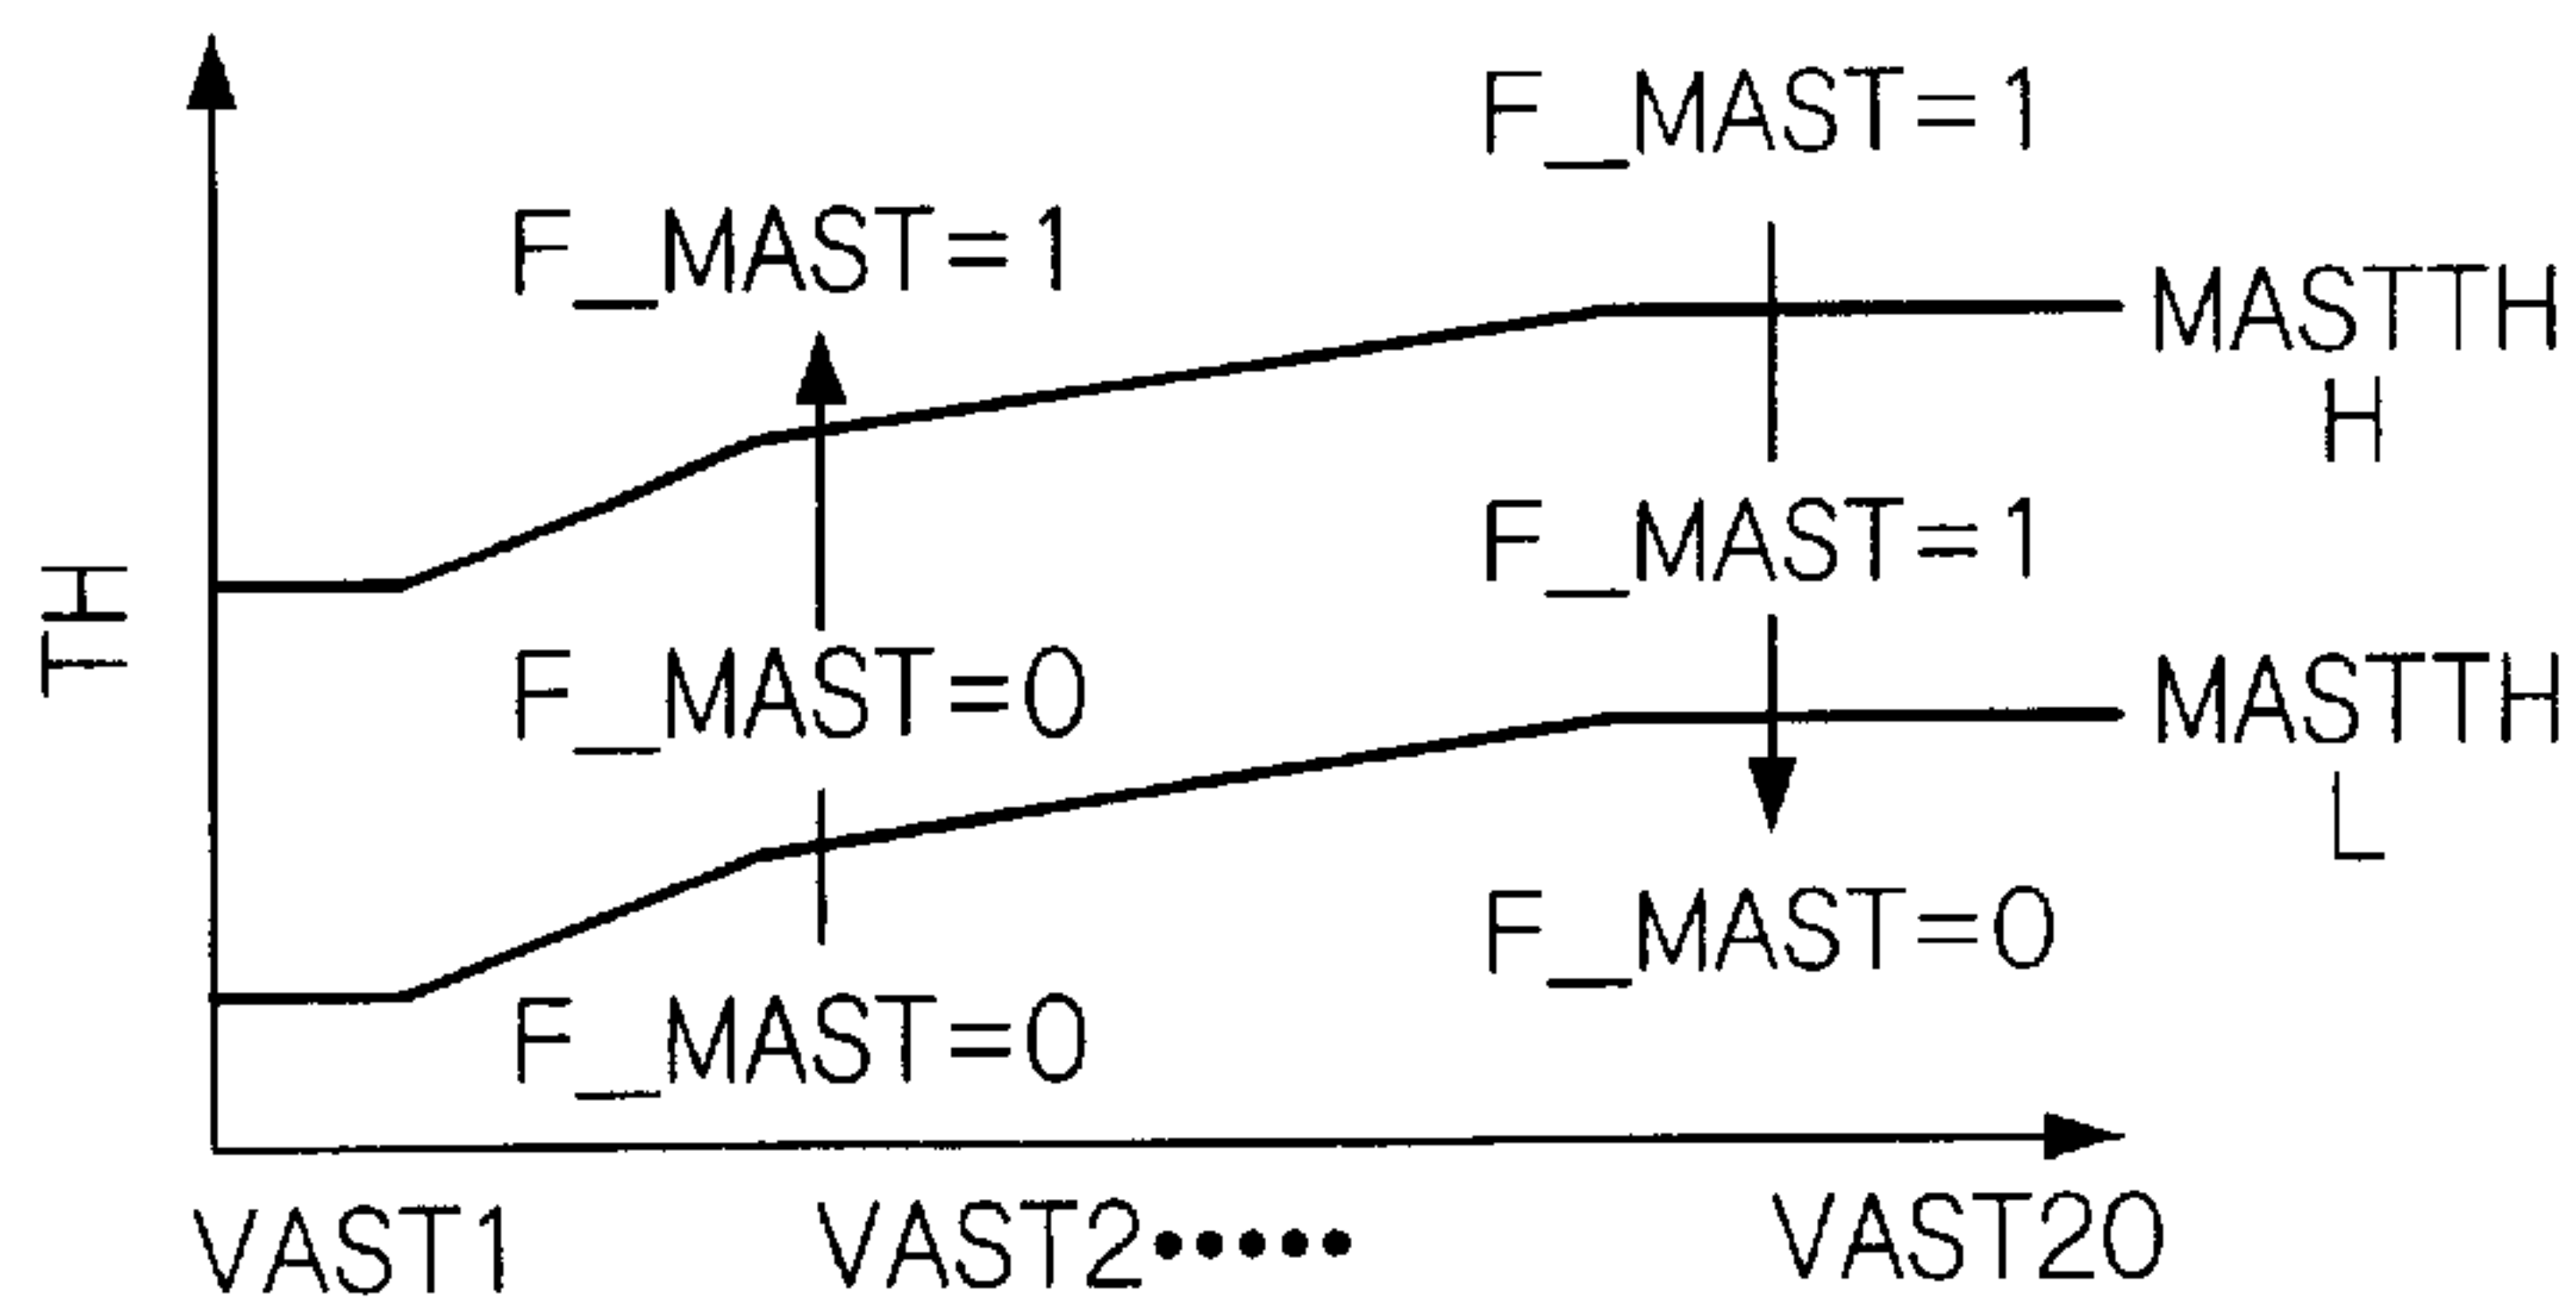 F_MAST=1
F_MAST=1
MASTTH
H
F_MAST=1
TH
F_MAST=0
MASTTH
L
F_MAST=0
F_MAST=0
VAST1 VAST2••••• VAST20